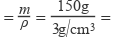 = m/ρ = 150g/3g/cm³ =